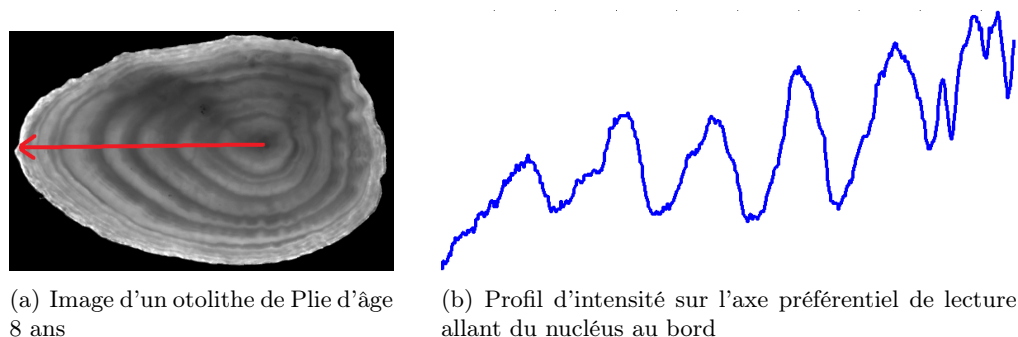 (a) Image d'un otolithe de Plie d'âge
8 ans
(b) Profil d'intensité sur l'axe préférentiel de lecture
allant du nucléus au bord